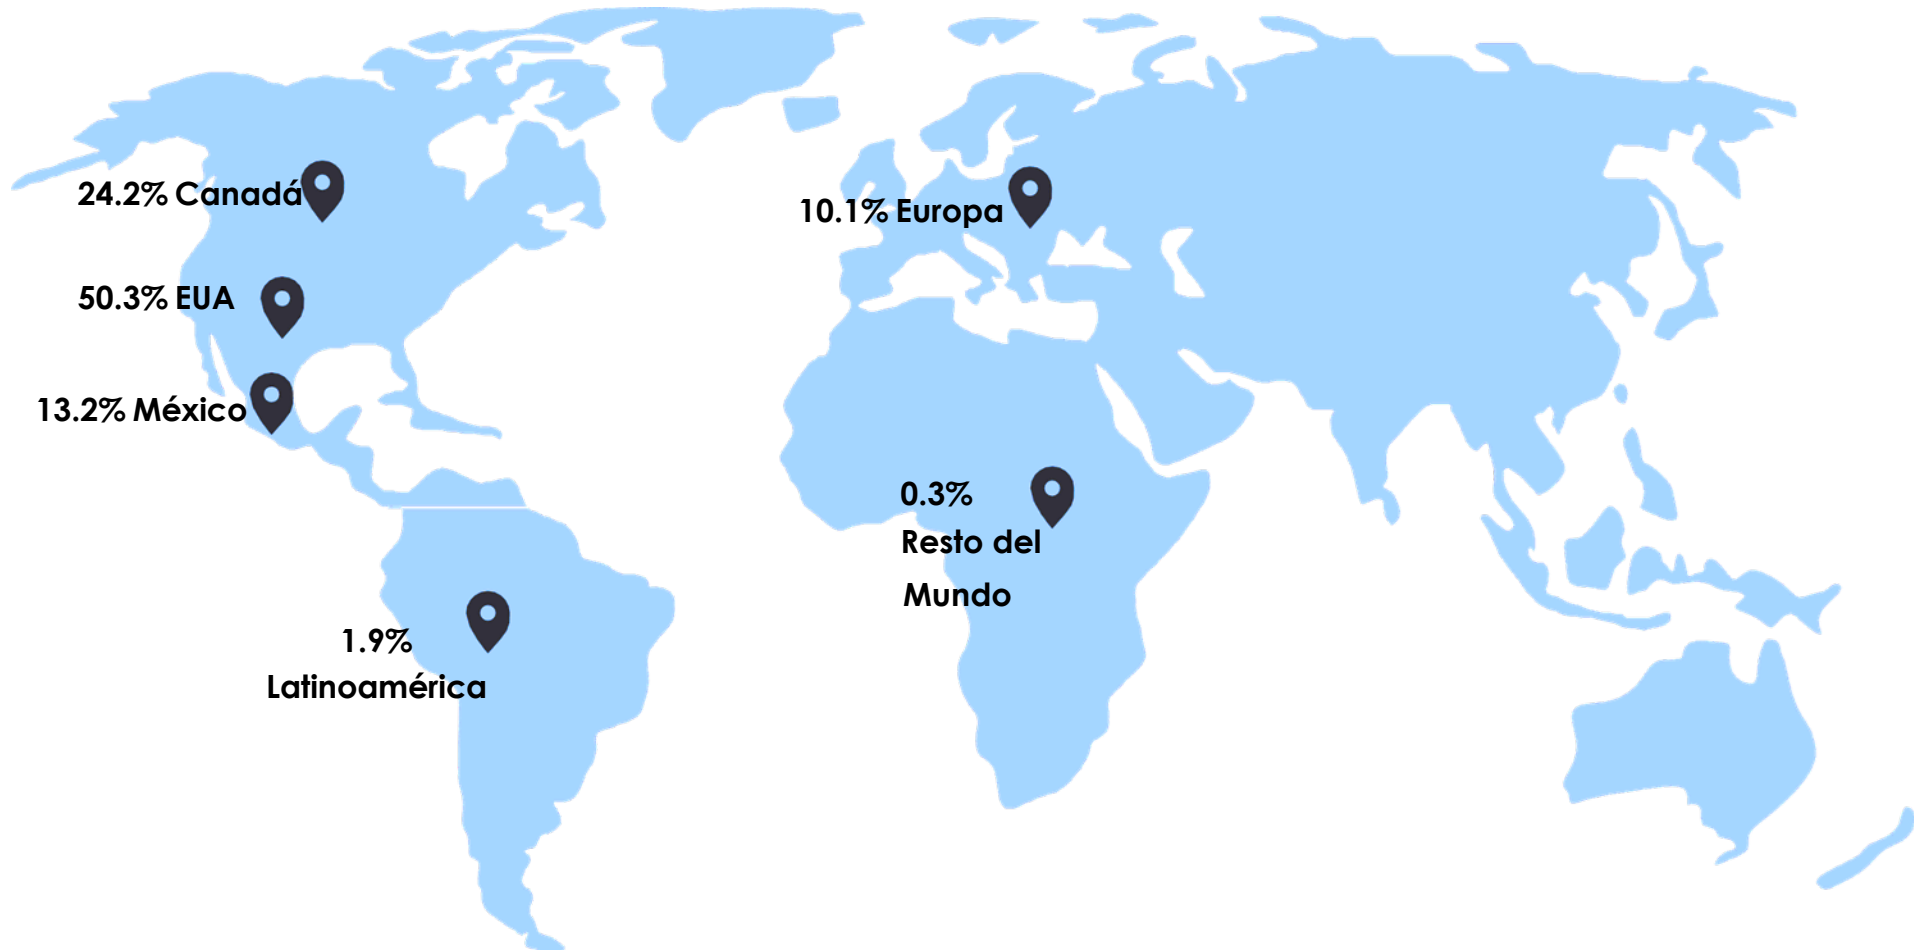 24.2% Canadá
10.1% Europa
50.3% EUA
13.2% México
0.3%
Resto del
Mundo
1.9%
Latinoamérica